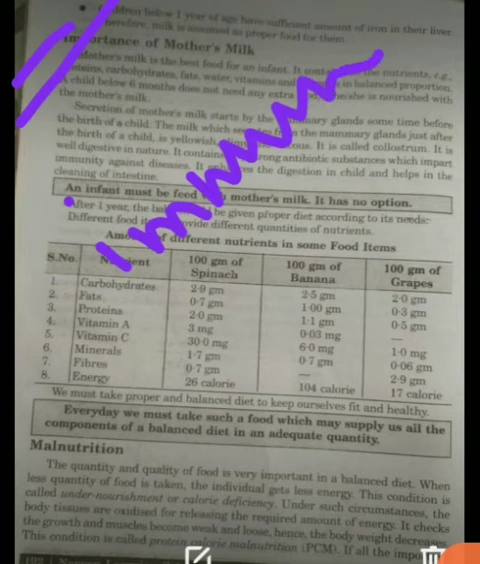 dren below 1 year of age have sufficient amount of iron in their liver.
therefore, milk is assumed as proper food for them.
Importance of Mother's Milk
Mother's milk is the best food for an infant. It the nutrients, e.g.,
proteins, carbohydrates, fats, water, vitamins and in balanced proportion.
A child below 6 months does not need any extra he/she is nourished with
the mother's milk.
Secretion of mother's milk starts by the glands some time before
the birth of a child. The milk which the mammary glands just after
the birth of a child, is yellowish, It is called collostrum. It is
well digestive in nature. It strong antibiotic substances which impart
immunity against diseases. It the digestion in child and helps in the
cleaning of intestine.
An infant must be feed mother's milk. It has no option.
After 1 year, the be given proper diet according to its needs:
Different food provide different quantities of nutrients.
of different nutrients in some Food Items
S.No. Nutrient 100 gm of Spinach 100 gm of Banana 100 gm of Grapes
1. Carbohydrates 2·9 gm 2·5 gm 2·0 gm
2. Fats 0·7 gm 1·00 gm 0·3 gm
3. Proteins 2·0 gm 1·1 gm 0·5 gm
4. Vitamin A 3 mg 0·03 mg —
5. Vitamin C 30·0 mg 6·0 mg 1·0 mg
6. Minerals 1·7 gm 0·7 gm 0·06 gm
7. Fibres 0·7 gm — 2·9 gm
8. Energy 26 calorie 104 calorie 17 calorie
We must take proper and balanced diet to keep ourselves fit and healthy.
Everyday we must take such a food which may supply us all the
components of a balanced diet in an adequate quantity.
Malnutrition
The quantity and quality of food is very important in a balanced diet. When
less quantity of food is taken, the individual gets less energy. This condition is
called under-nourishment or calorie deficiency. Under such circumstances, the
body tissues are oxidised for releasing the required amount of energy. It checks
the growth and muscles become weak and loose, hence, the body weight decreases.
This condition is called protein calorie malnutrition (PCM). If all the